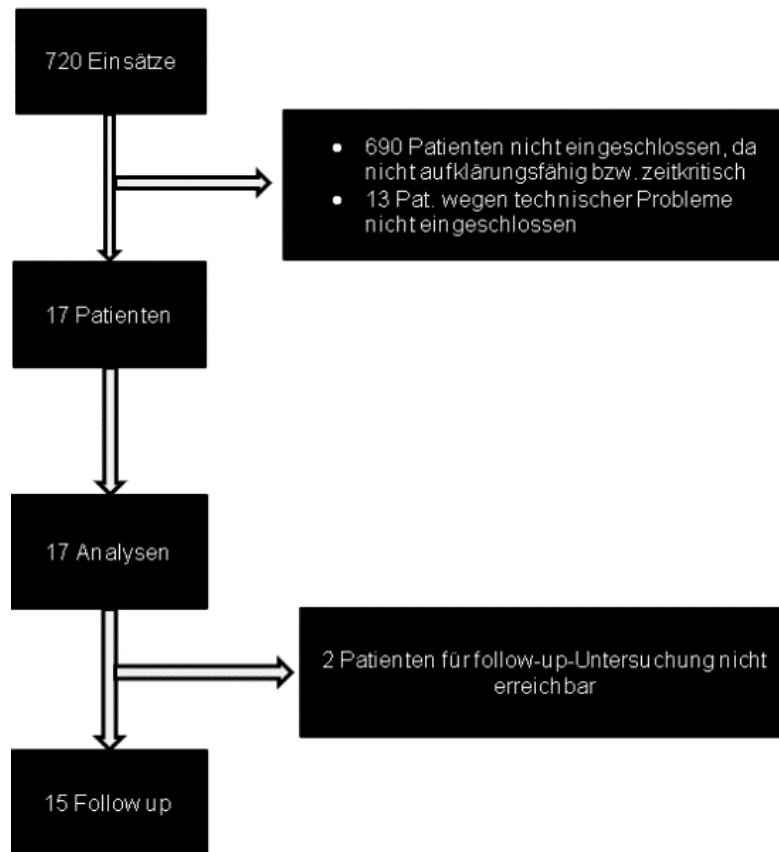 720 Einsätze
• 690 Patienten nicht eingeschlossen, da
nicht aufklärungsfähig bzw. zeitkritisch
• 13 Pat. wegen technischer Probleme
nicht eingeschlossen
17 Patienten
17 Analysen
2 Patienten für follow-up-Untersuchung nicht
erreichbar
15 Follow up